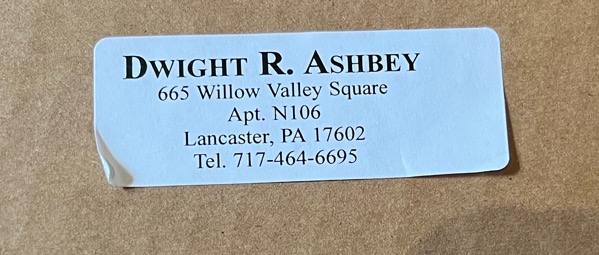 Dwight R. Ashbey
665 Willow Valley Square
Apt. N106
Lancaster, PA 17602
Tel. 717-464-6695